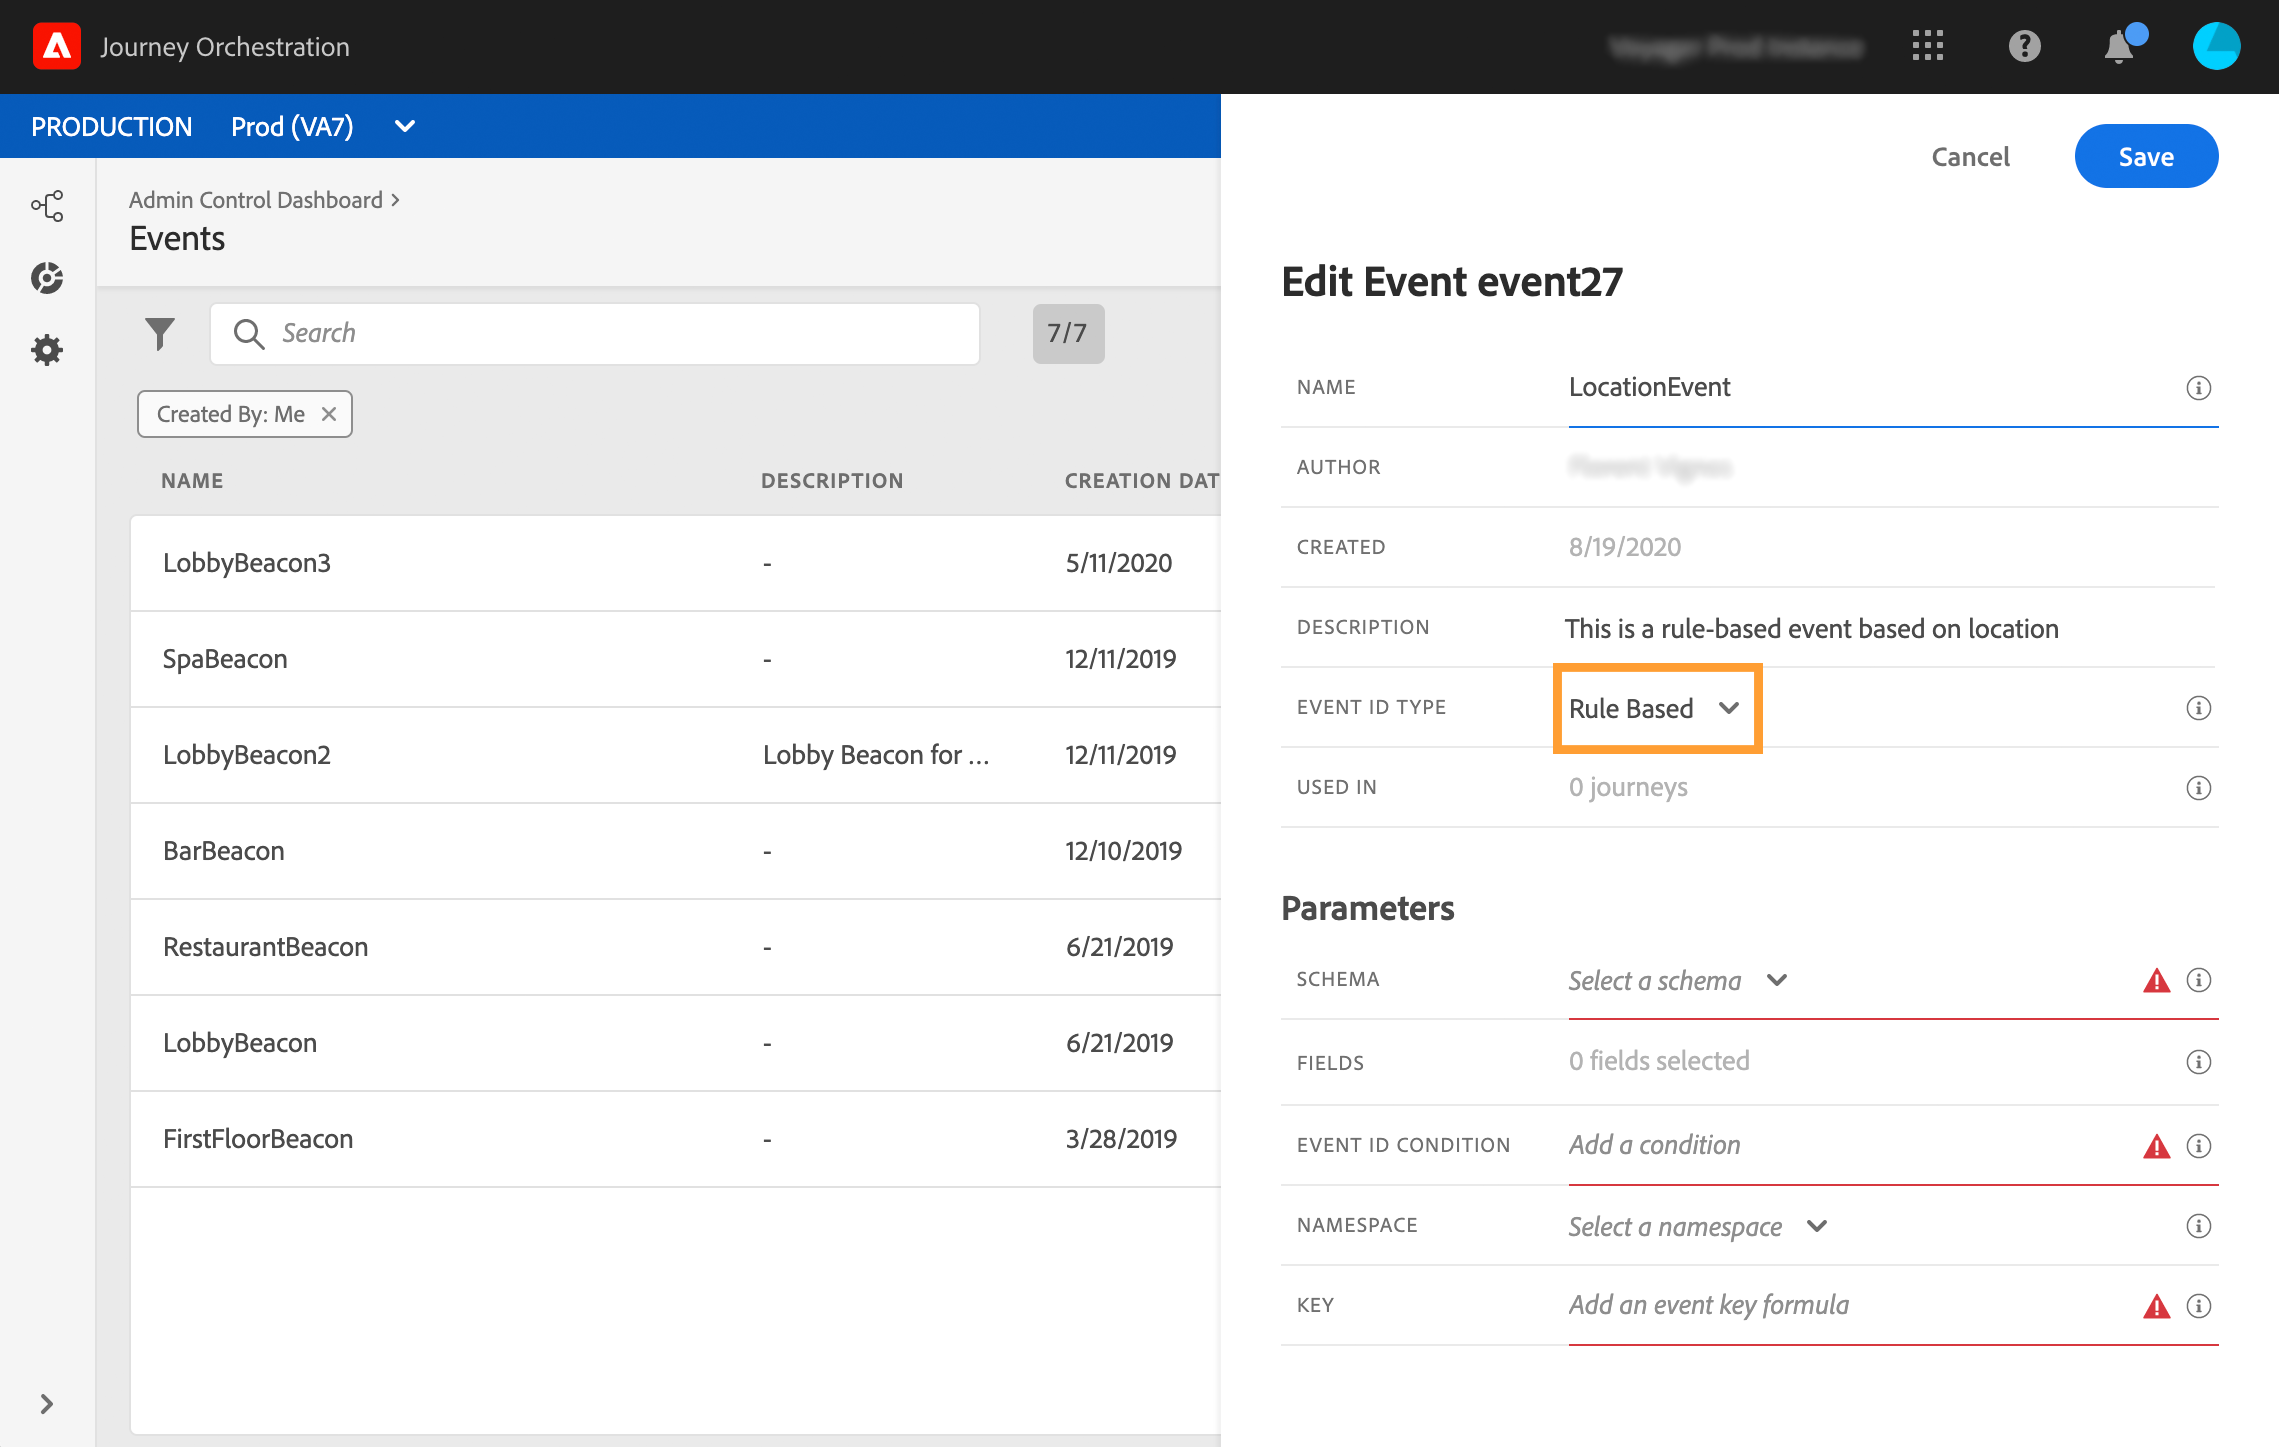 Journey Orchestration
PRODUCTION Prod (VA7)
Admin Control Dashboard
Events
Search
7/7
Created By: Me
NAME DESCRIPTION CREATION DAT
LobbyBeacon3 - 5/11/2020
SpaBeacon - 12/11/2019
LobbyBeacon2 Lobby Beacon for ... 12/11/2019
BarBeacon - 12/10/2019
RestaurantBeacon - 6/21/2019
LobbyBeacon - 6/21/2019
FirstFloorBeacon - 3/28/2019
Cancel Save
Edit Event event27
NAME LocationEvent
AUTHOR
CREATED 8/19/2020
DESCRIPTION This is a rule-based event based on location
EVENT ID TYPE Rule Based
USED IN 0 journeys
Parameters
SCHEMA Select a schema
FIELDS 0 fields selected
EVENT ID CONDITION Add a condition
NAMESPACE Select a namespace
KEY Add an event key formula